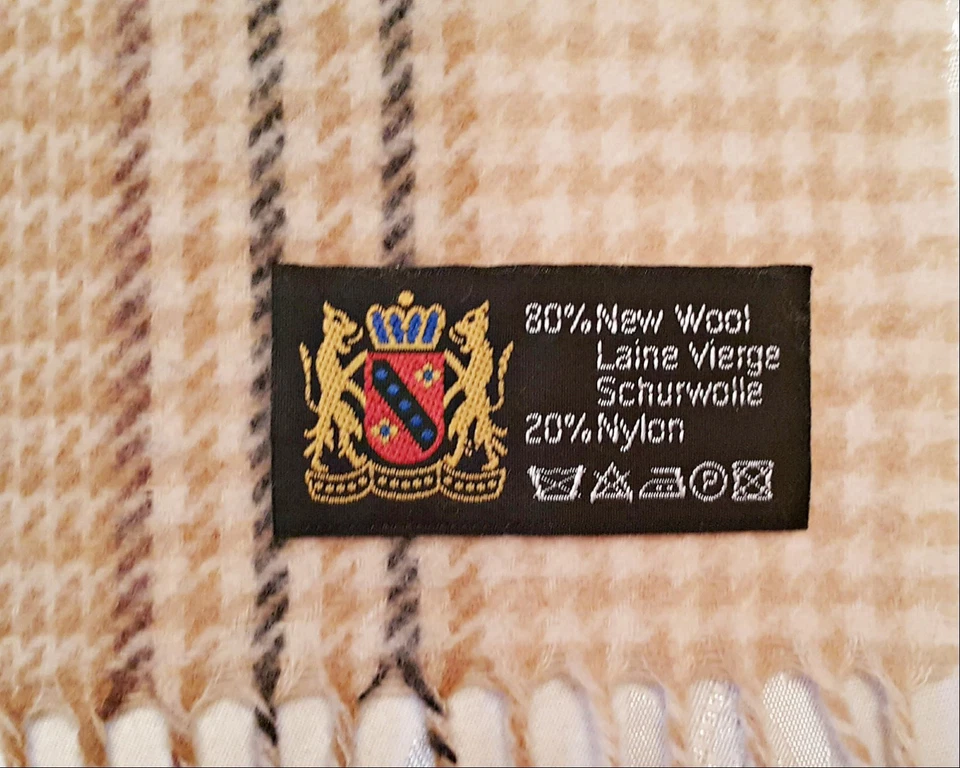 80% New Wool
Laine Vierge
Schurwolle
20% Nylon
P